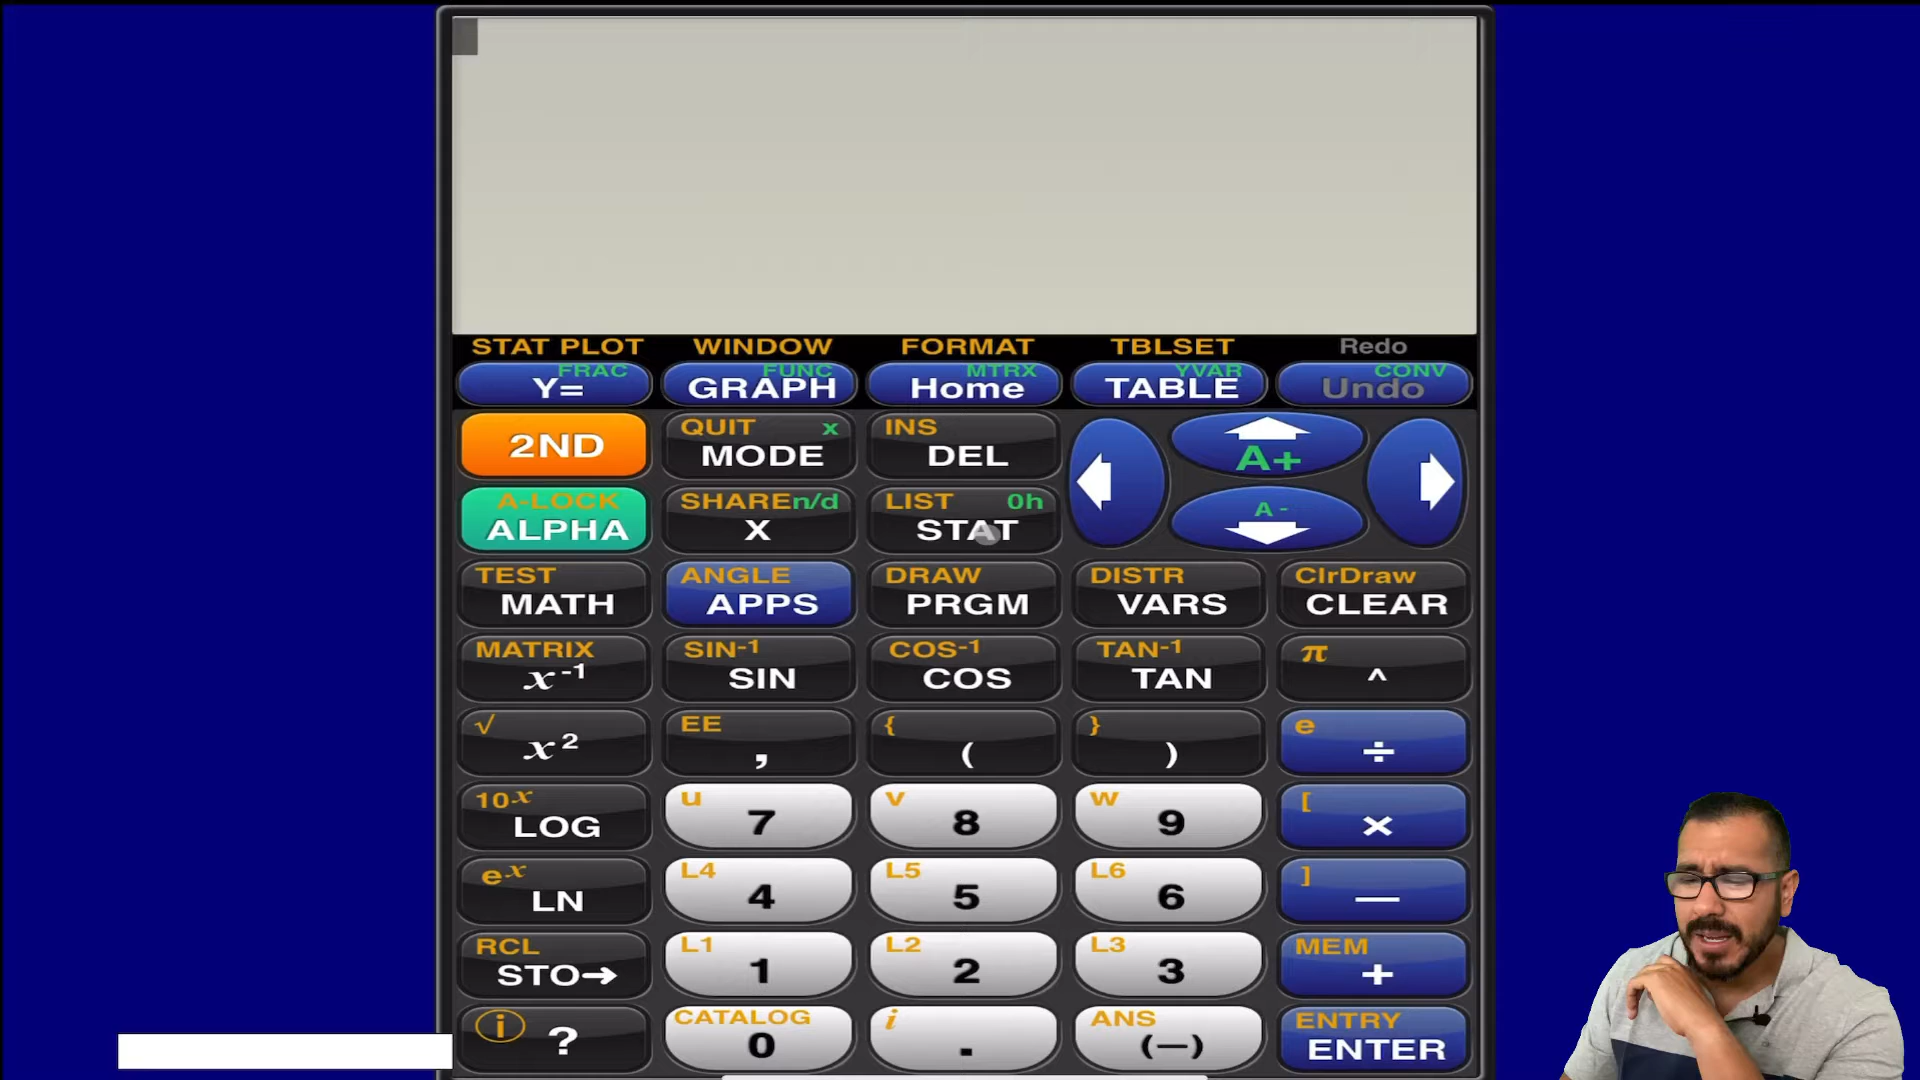 STAT PLOT WINDOW FORMAT TBLSET Redo
FRAC FUNC MTRX YVAR CONV
Y= GRAPH Home TABLE Undo
QUIT x INS
2ND MODE DEL A+
A-LOCK SHARE n/d LIST 0h A-
ALPHA X STAT
TEST ANGLE DRAW DISTR ClrDraw
MATH APPS PRGM VARS CLEAR
MATRIX SIN⁻¹ COS⁻¹ TAN⁻¹ π
x⁻¹ SIN COS TAN ^
√ EE { } e
x² , ( ) ÷
10ˣ u v w [
LOG 7 8 9 ×
eˣ L4 L5 L6 ]
LN 4 5 6 —
RCL L1 L2 L3 MEM
STO→ 1 2 3 +
i CATALOG i ANS ENTRY
? 0 . (—) ENTER